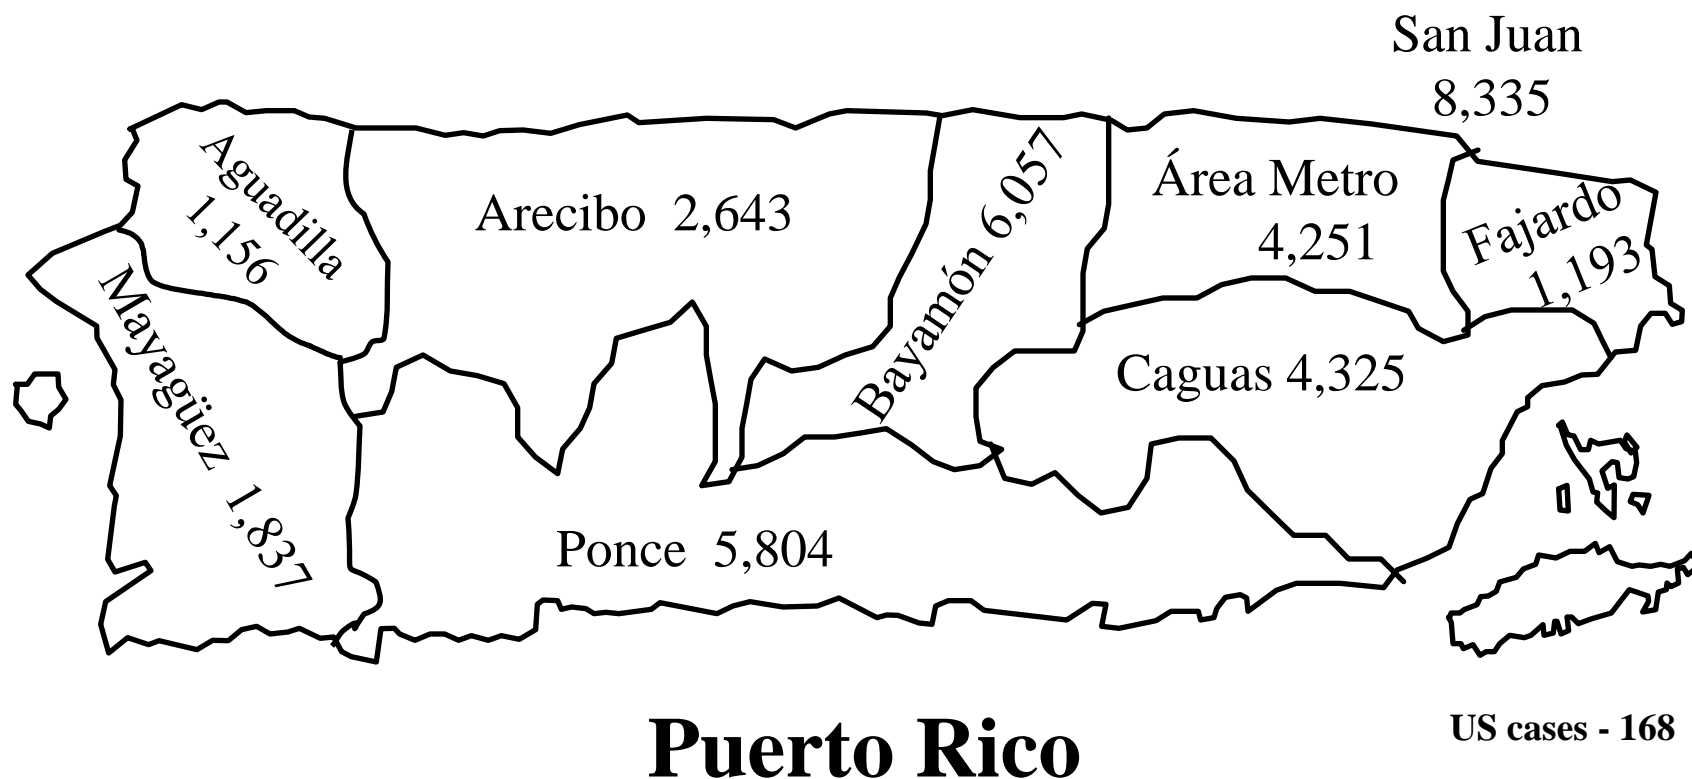 San Juan
8,335
Aguadilla
1,156
Arecibo 2,643
Bayamón 6,057
Área Metro
4,251
Fajardo
1,193
Mayagüez 1,837
Caguas 4,325
Ponce 5,804
Puerto Rico
US cases - 168